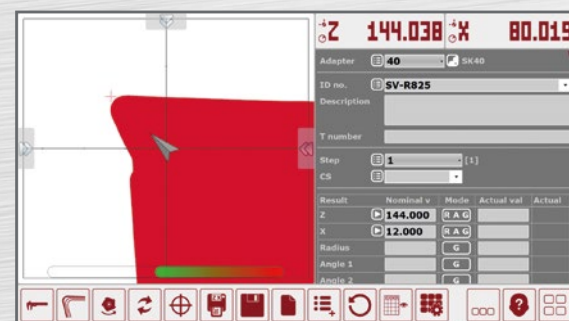 Z 144.038 X 80.015
Adapter 40 SK40
ID no. SV-R825
Description
T number
Step 1 [1]
CS
Result Nominal v Mode Actual val Actual
Z 144.000 R A G
X 12.000 R A G
Radius G
Angle 1 G
Angle 2 G